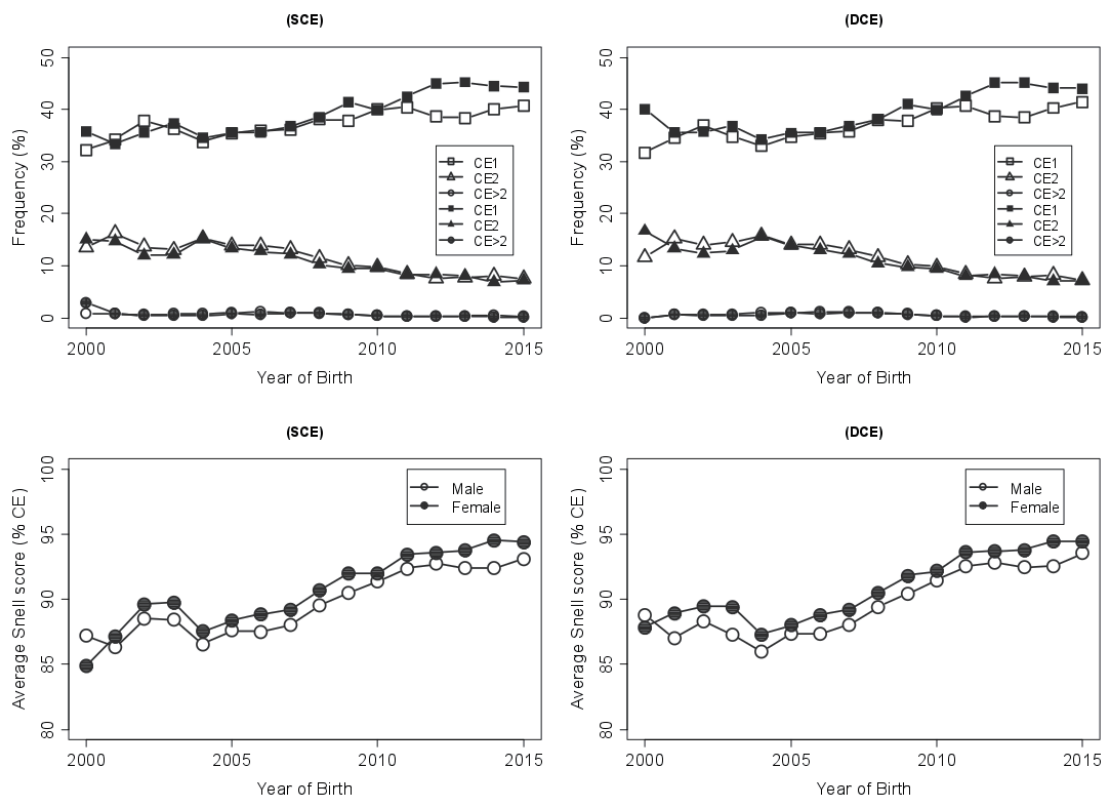 (SCE)
Frequency (%)
50
40
30
20
10
0
CE1
CE2
CE>2
CE1
CE2
CE>2
2000 2005 2010 2015
Year of Birth
(DCE)
Frequency (%)
50
40
30
20
10
0
CE1
CE2
CE>2
CE1
CE2
CE>2
2000 2005 2010 2015
Year of Birth
(SCE)
Average Snell score (% CE)
100
95
90
85
80
Male
Female
2000 2005 2010 2015
Year of Birth
(DCE)
Average Snell score (% CE)
100
95
90
85
80
Male
Female
2000 2005 2010 2015
Year of Birth